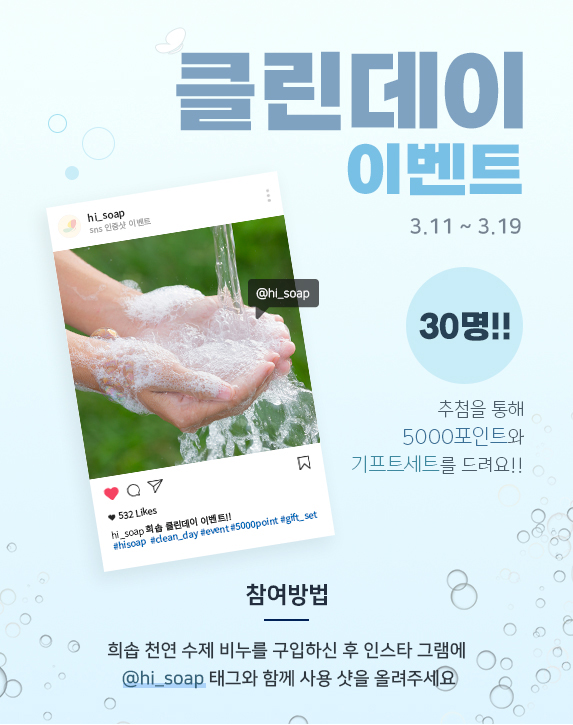 클린데이
이벤트
3.11 ~ 3.19
hi_soap
sns 인증샷 이벤트
@hi_soap
30명!!
추첨을 통해
5000포인트와
기프트세트를 드려요!!
532 Likes
hi_soap 희솝 클린데이 이벤트!!
#hisoap #clean_day #event #5000point #gift_set
참여방법
희솝 천연 수제 비누를 구입하신 후 인스타 그램에
@hi_soap 태그와 함께 사용 샷을 올려주세요